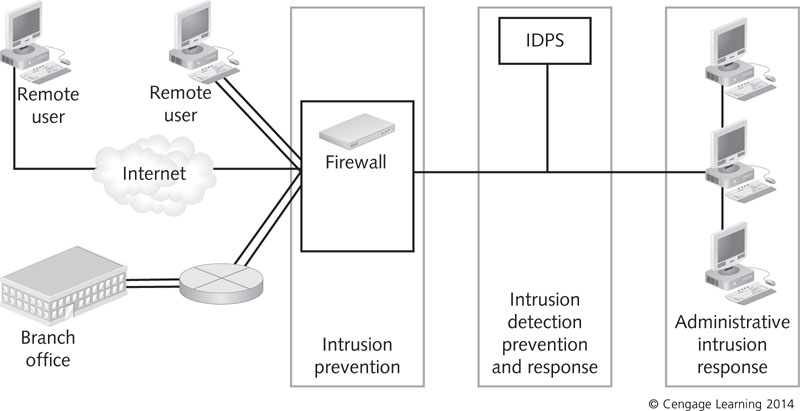 IDPS
Remote
user
Remote
user
Firewall
Internet
Branch
office
Intrusion
prevention
Intrusion
detection
prevention
and response
Administrative
intrusion
response
© Cengage Learning 2014